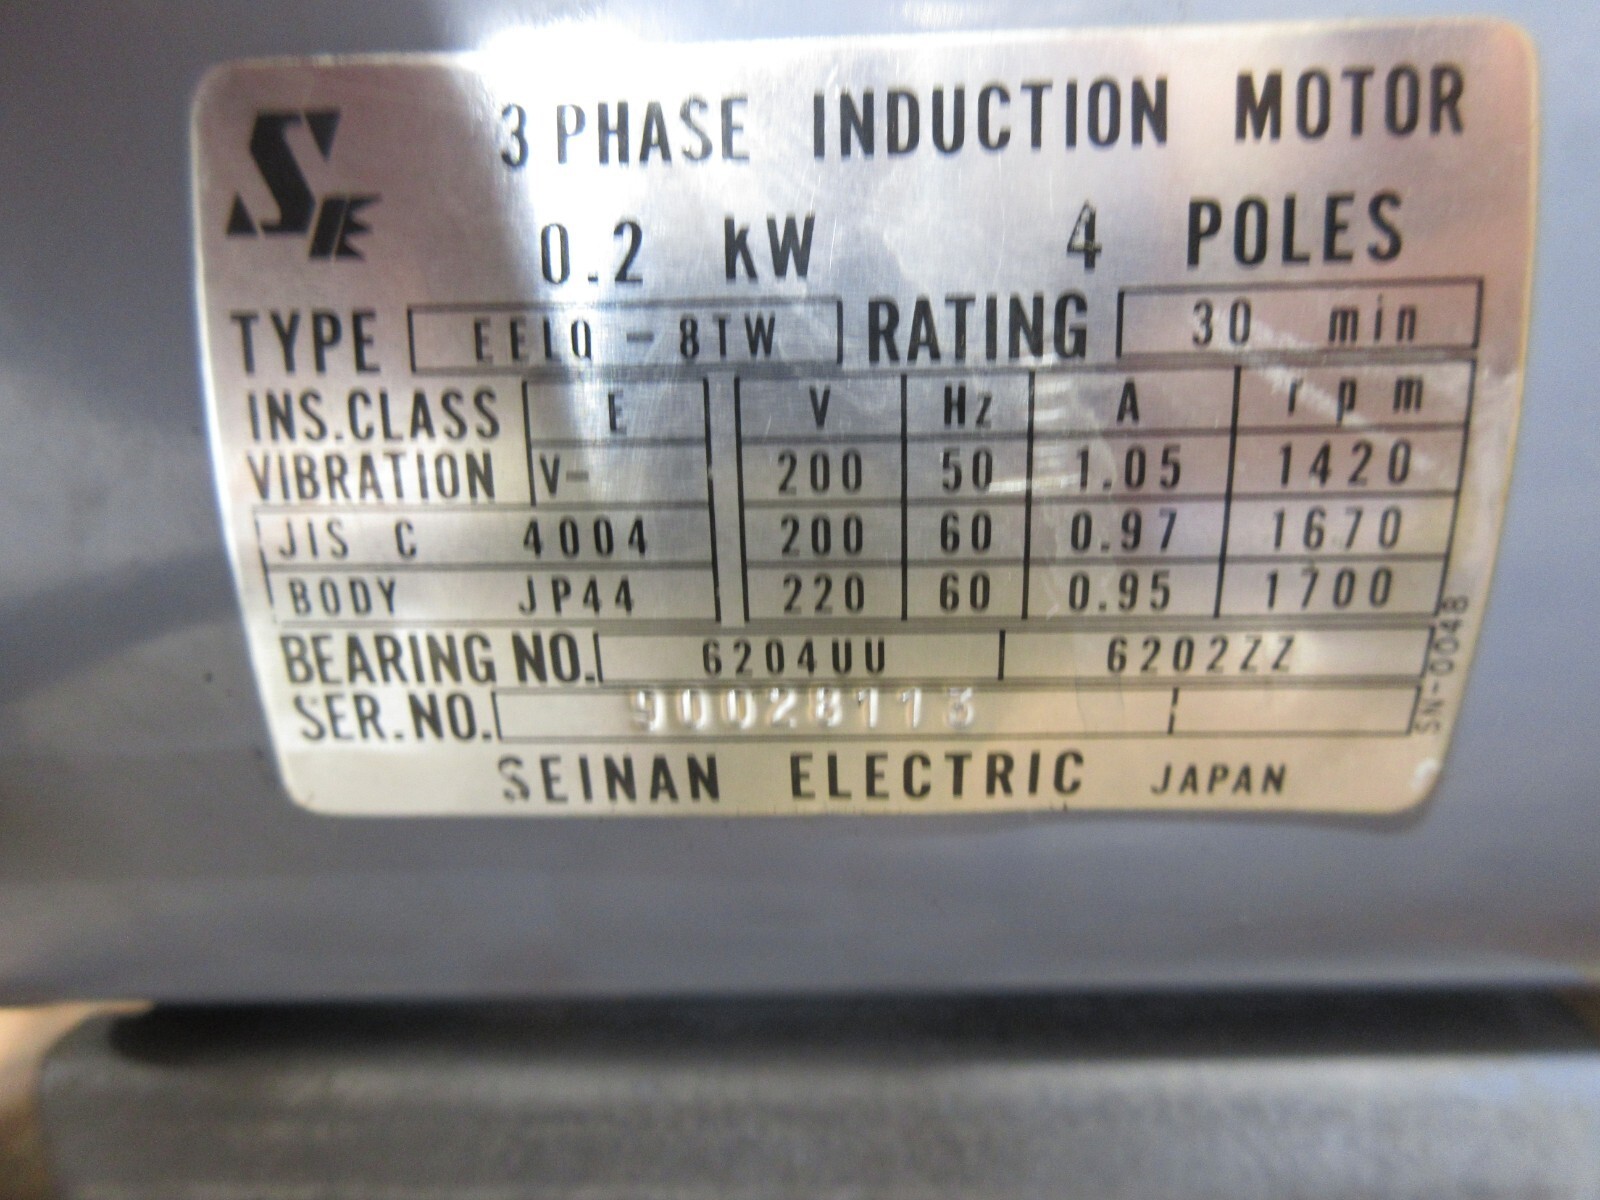 SE
3 PHASE INDUCTION MOTOR
0.2 kW 4 POLES
TYPE EELQ-8TW RATING 30 min
INS.CLASS E V Hz A rpm
VIBRATION V- 200 50 1.05 1420
JIS C 4004 200 60 0.97 1670
BODY JP44 220 60 0.95 1700
BEARING NO. 6204UU 6202ZZ
SER.NO. 90028113
SN-0048
SEINAN ELECTRIC JAPAN